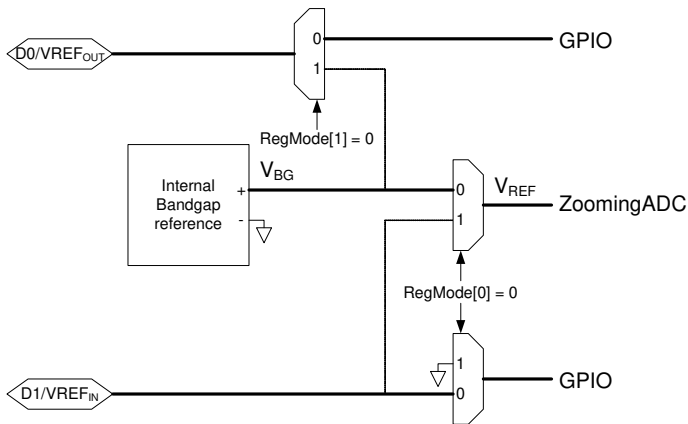 D0/VREFOUT
0
1
GPIO
RegMode[1] = 0
Internal
Bandgap
reference
+
-
VBG
0
1
VREF
ZoomingADC
RegMode[0] = 0
D1/VREFIN
1
0
GPIO